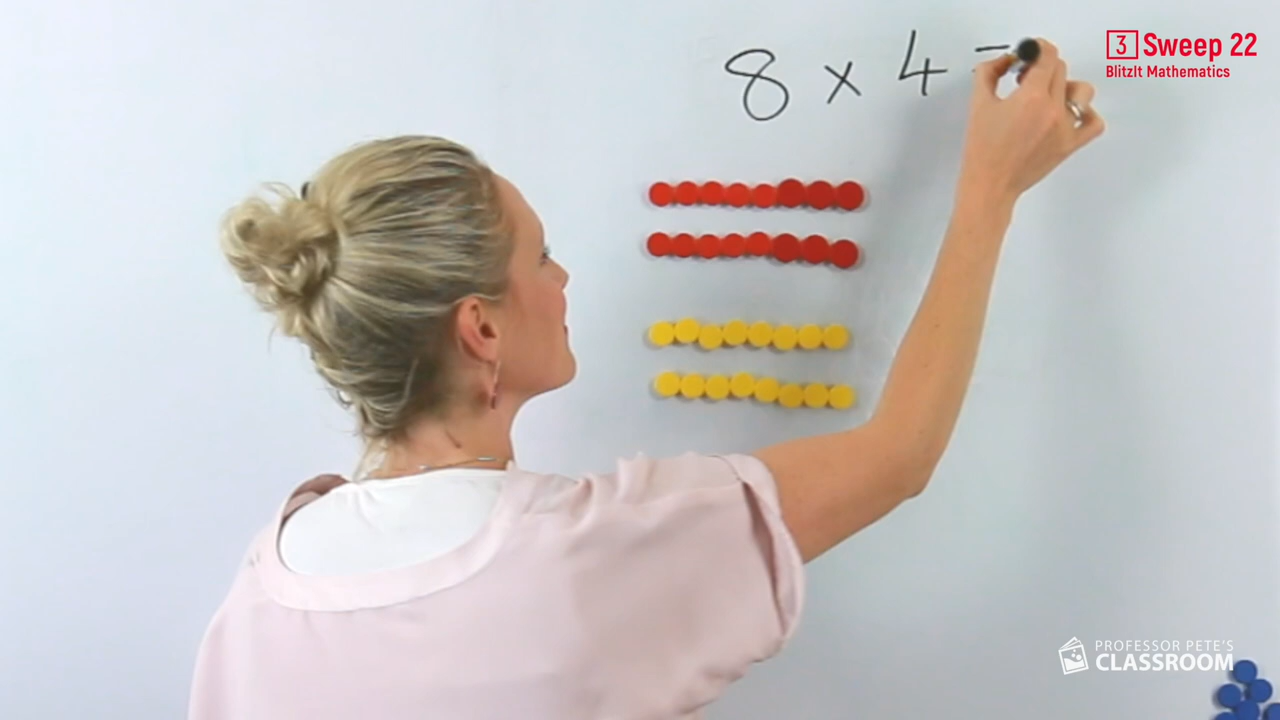 8 x 4 =
3 Sweep 22
BlitzIt Mathematics
PROFESSOR PETE'S
CLASSROOM